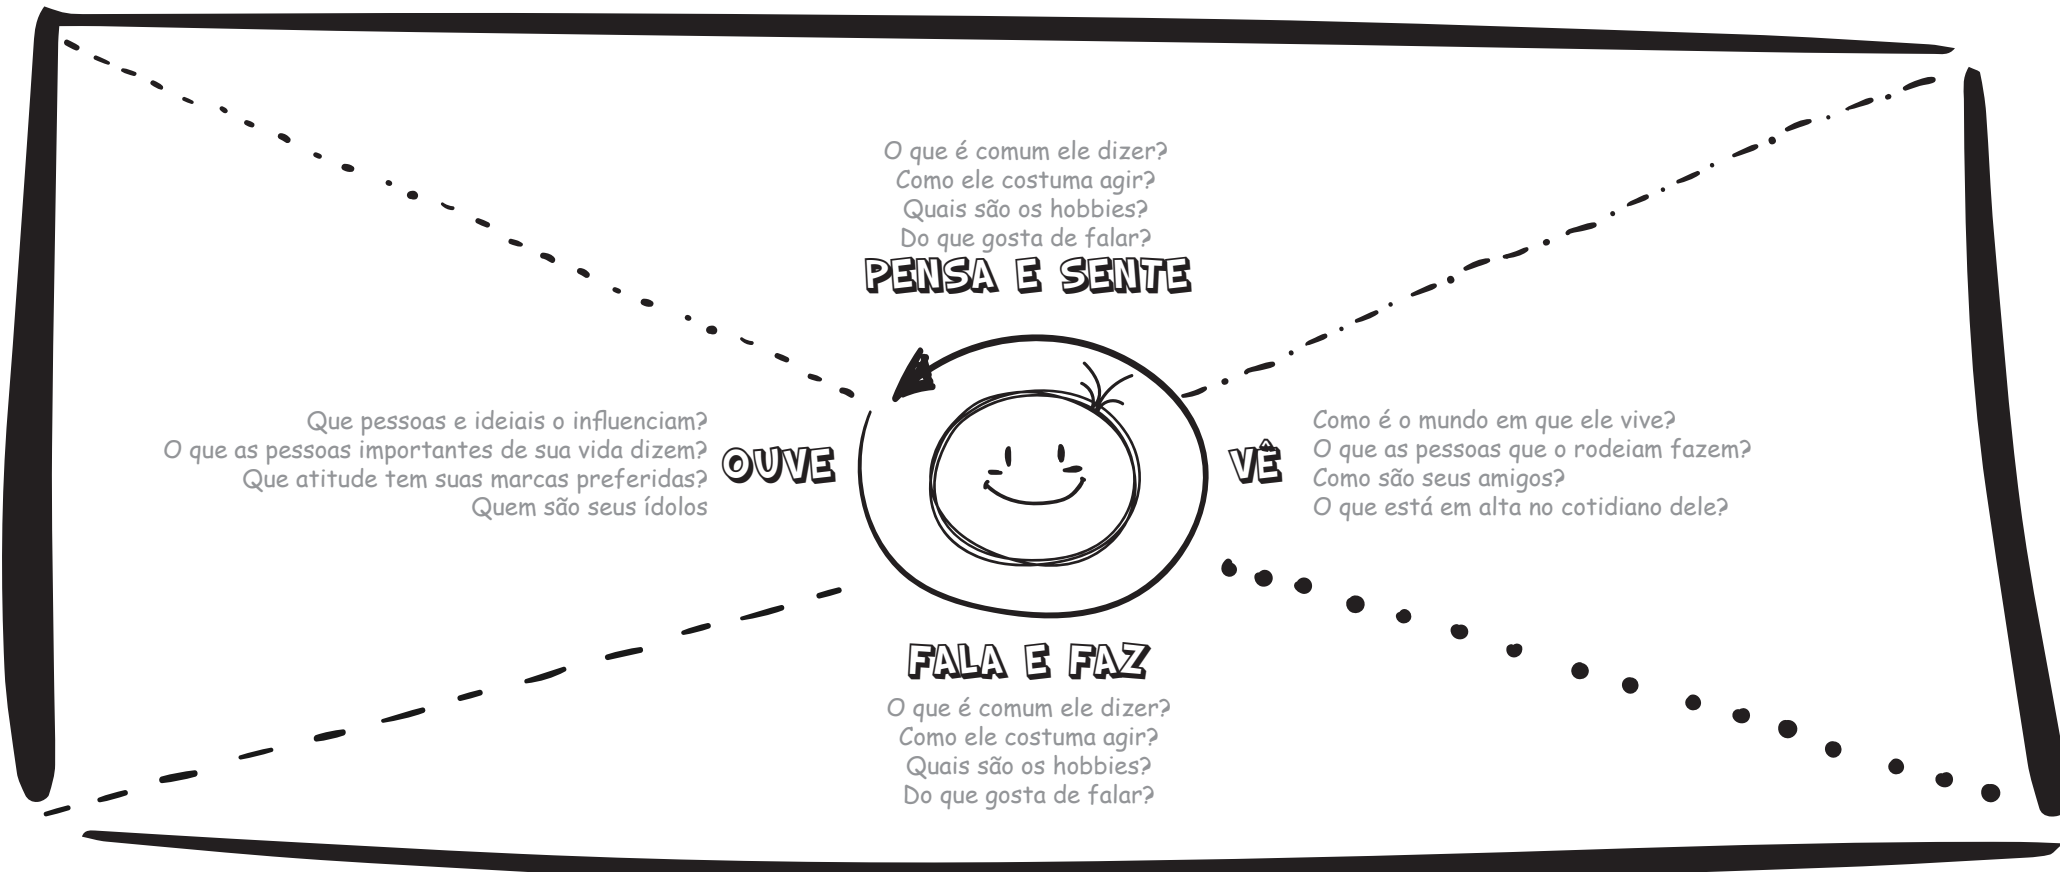 O que é comum ele dizer?
Como ele costuma agir?
Quais são os hobbies?
Do que gosta de falar?
PENSA E SENTE
Que pessoas e ideiais o influenciam?
O que as pessoas importantes de sua vida dizem?
Que atitude tem suas marcas preferidas?
Quem são seus ídolos
OUVE
VÊ
Como é o mundo em que ele vive?
O que as pessoas que o rodeiam fazem?
Como são seus amigos?
O que está em alta no cotidiano dele?
FALA E FAZ
O que é comum ele dizer?
Como ele costuma agir?
Quais são os hobbies?
Do que gosta de falar?